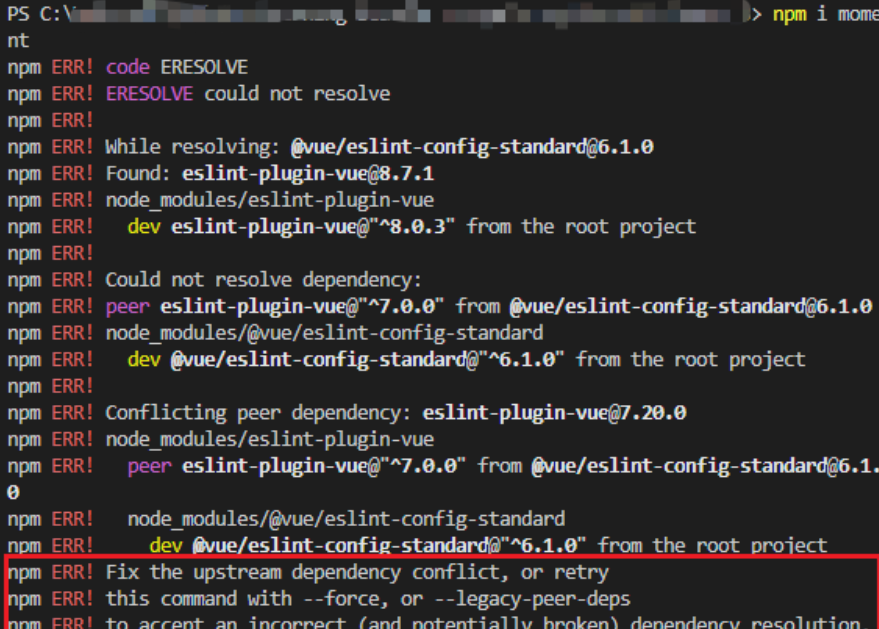 PS C:\ > npm i mome
nt
npm ERR! code ERESOLVE
npm ERR! ERESOLVE could not resolve
npm ERR!
npm ERR! While resolving: @vue/eslint-config-standard@6.1.0
npm ERR! Found: eslint-plugin-vue@8.7.1
npm ERR! node_modules/eslint-plugin-vue
npm ERR!   dev eslint-plugin-vue@"^8.0.3" from the root project
npm ERR!
npm ERR! Could not resolve dependency:
npm ERR! peer eslint-plugin-vue@"^7.0.0" from @vue/eslint-config-standard@6.1.0
npm ERR! node_modules/@vue/eslint-config-standard
npm ERR!   dev @vue/eslint-config-standard@"^6.1.0" from the root project
npm ERR!
npm ERR! Conflicting peer dependency: eslint-plugin-vue@7.20.0
npm ERR! node_modules/eslint-plugin-vue
npm ERR!   peer eslint-plugin-vue@"^7.0.0" from @vue/eslint-config-standard@6.1.
0
npm ERR!   node_modules/@vue/eslint-config-standard
npm ERR!     dev @vue/eslint-config-standard@"^6.1.0" from the root project
npm ERR! Fix the upstream dependency conflict, or retry
npm ERR! this command with --force, or --legacy-peer-deps
npm ERR! to accept an incorrect (and potentially broken) dependency resolution.